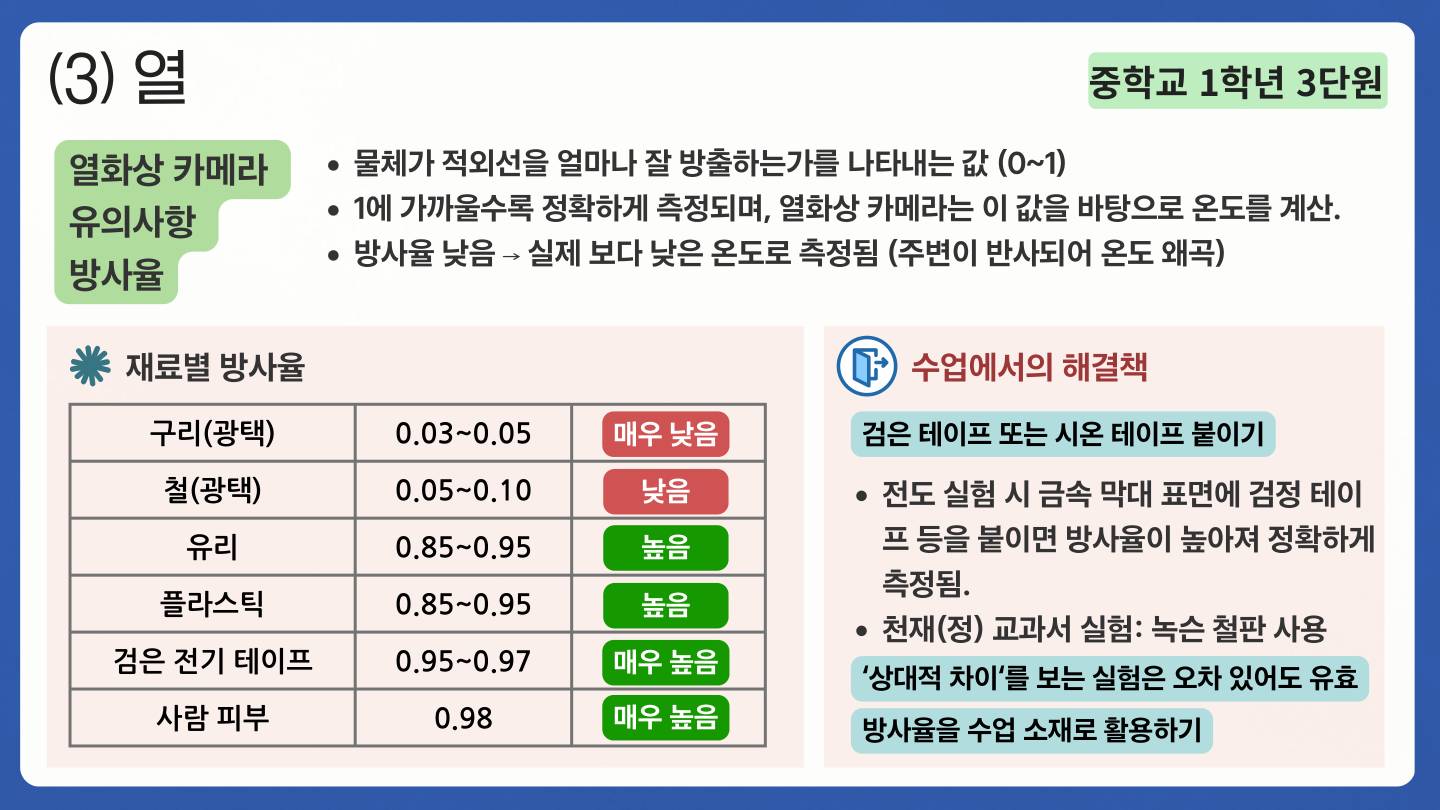 (3) 열
중학교 1학년 3단원
열화상 카메라
유의사항
방사율
• 물체가 적외선을 얼마나 잘 방출하는가를 나타내는 값 (0~1)
• 1에 가까울수록 정확하게 측정되며, 열화상 카메라는 이 값을 바탕으로 온도를 계산.
• 방사율 낮음 → 실제 보다 낮은 온도로 측정됨 (주변이 반사되어 온도 왜곡)
재료별 방사율
구리(광택) 0.03~0.05 매우 낮음
철(광택) 0.05~0.10 낮음
유리 0.85~0.95 높음
플라스틱 0.85~0.95 높음
검은 전기 테이프 0.95~0.97 매우 높음
사람 피부 0.98 매우 높음
수업에서의 해결책
검은 테이프 또는 시온 테이프 붙이기
• 전도 실험 시 금속 막대 표면에 검정 테이
프 등을 붙이면 방사율이 높아져 정확하게
측정됨.
• 천재(정) 교과서 실험: 녹슨 철판 사용
‘상대적 차이‘를 보는 실험은 오차 있어도 유효
방사율을 수업 소재로 활용하기